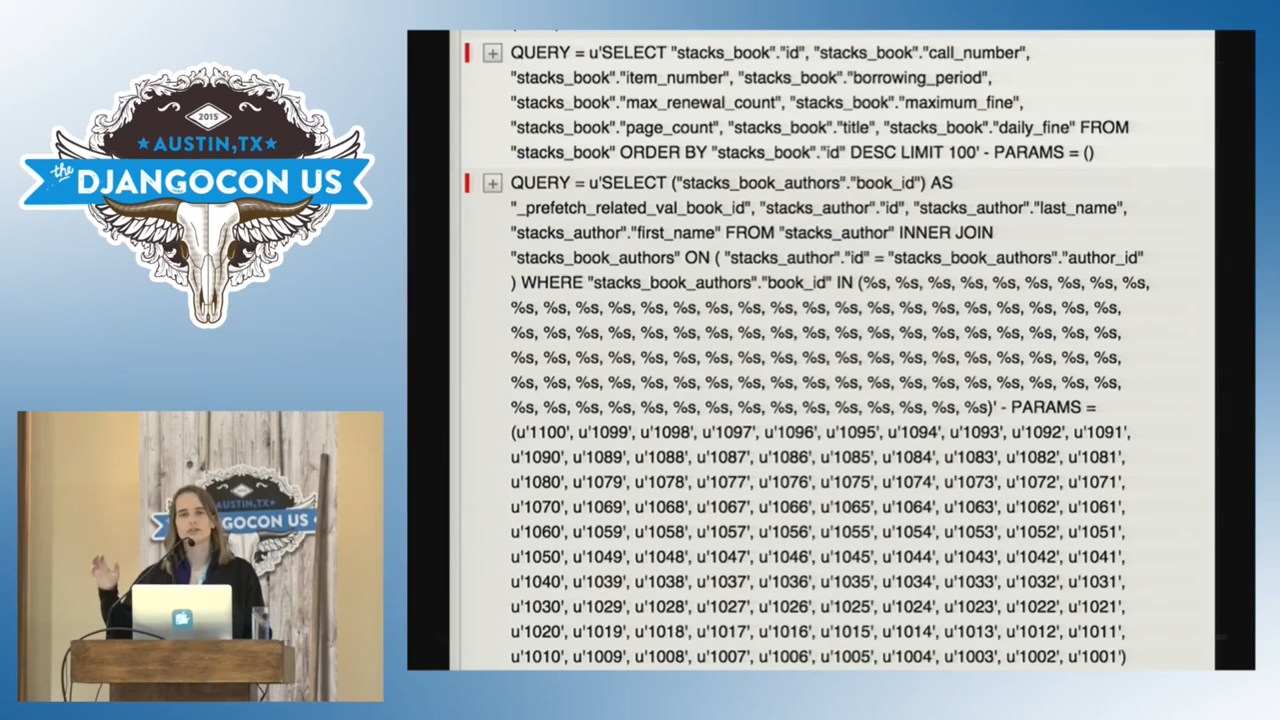 2015
★AUSTIN,TX★
the DJANGOCON US
QUERY = u'SELECT "stacks_book"."id", "stacks_book"."call_number",
"stacks_book"."item_number", "stacks_book"."borrowing_period",
"stacks_book"."max_renewal_count", "stacks_book"."maximum_fine",
"stacks_book"."page_count", "stacks_book"."title", "stacks_book"."daily_fine" FROM
"stacks_book" ORDER BY "stacks_book"."id" DESC LIMIT 100' - PARAMS = ()
QUERY = u'SELECT ("stacks_book_authors"."book_id") AS
"_prefetch_related_val_book_id", "stacks_author"."id", "stacks_author"."last_name",
"stacks_author"."first_name" FROM "stacks_author" INNER JOIN
"stacks_book_authors" ON ( "stacks_author"."id" = "stacks_book_authors"."author_id"
) WHERE "stacks_book_authors"."book_id" IN (%s, %s, %s, %s, %s, %s, %s, %s, %s,
%s, %s, %s, %s, %s, %s, %s, %s, %s, %s, %s, %s, %s, %s, %s, %s, %s, %s, %s,
%s, %s, %s, %s, %s, %s, %s, %s, %s, %s, %s, %s, %s, %s, %s, %s, %s, %s, %s,
%s, %s, %s, %s, %s, %s, %s, %s, %s, %s, %s, %s, %s, %s, %s, %s, %s, %s, %s,
%s, %s, %s, %s, %s, %s, %s, %s, %s, %s, %s, %s, %s, %s, %s, %s, %s, %s, %s,
%s, %s, %s, %s, %s, %s, %s, %s, %s, %s, %s, %s, %s, %s, %s)' - PARAMS =
(u'1100', u'1099', u'1098', u'1097', u'1096', u'1095', u'1094', u'1093', u'1092', u'1091',
u'1090', u'1089', u'1088', u'1087', u'1086', u'1085', u'1084', u'1083', u'1082', u'1081',
u'1080', u'1079', u'1078', u'1077', u'1076', u'1075', u'1074', u'1073', u'1072', u'1071',
u'1070', u'1069', u'1068', u'1067', u'1066', u'1065', u'1064', u'1063', u'1062', u'1061',
u'1060', u'1059', u'1058', u'1057', u'1056', u'1055', u'1054', u'1053', u'1052', u'1051',
u'1050', u'1049', u'1048', u'1047', u'1046', u'1045', u'1044', u'1043', u'1042', u'1041',
u'1040', u'1039', u'1038', u'1037', u'1036', u'1035', u'1034', u'1033', u'1032', u'1031',
u'1030', u'1029', u'1028', u'1027', u'1026', u'1025', u'1024', u'1023', u'1022', u'1021',
u'1020', u'1019', u'1018', u'1017', u'1016', u'1015', u'1014', u'1013', u'1012', u'1011',
u'1010', u'1009', u'1008', u'1007', u'1006', u'1005', u'1004', u'1003', u'1002', u'1001')
AUSTIN,TX★
NGOCON US